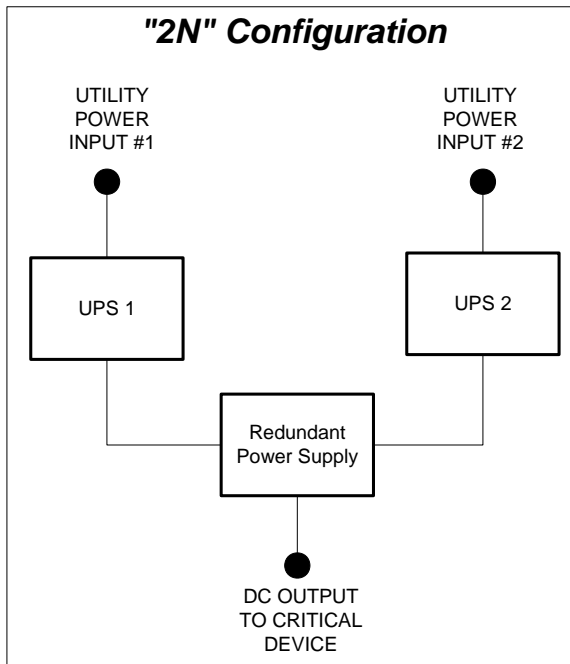 "2N" Configuration
UTILITY
POWER
INPUT #1
UTILITY
POWER
INPUT #2
UPS 1
UPS 2
Redundant
Power Supply
DC OUTPUT
TO CRITICAL
DEVICE